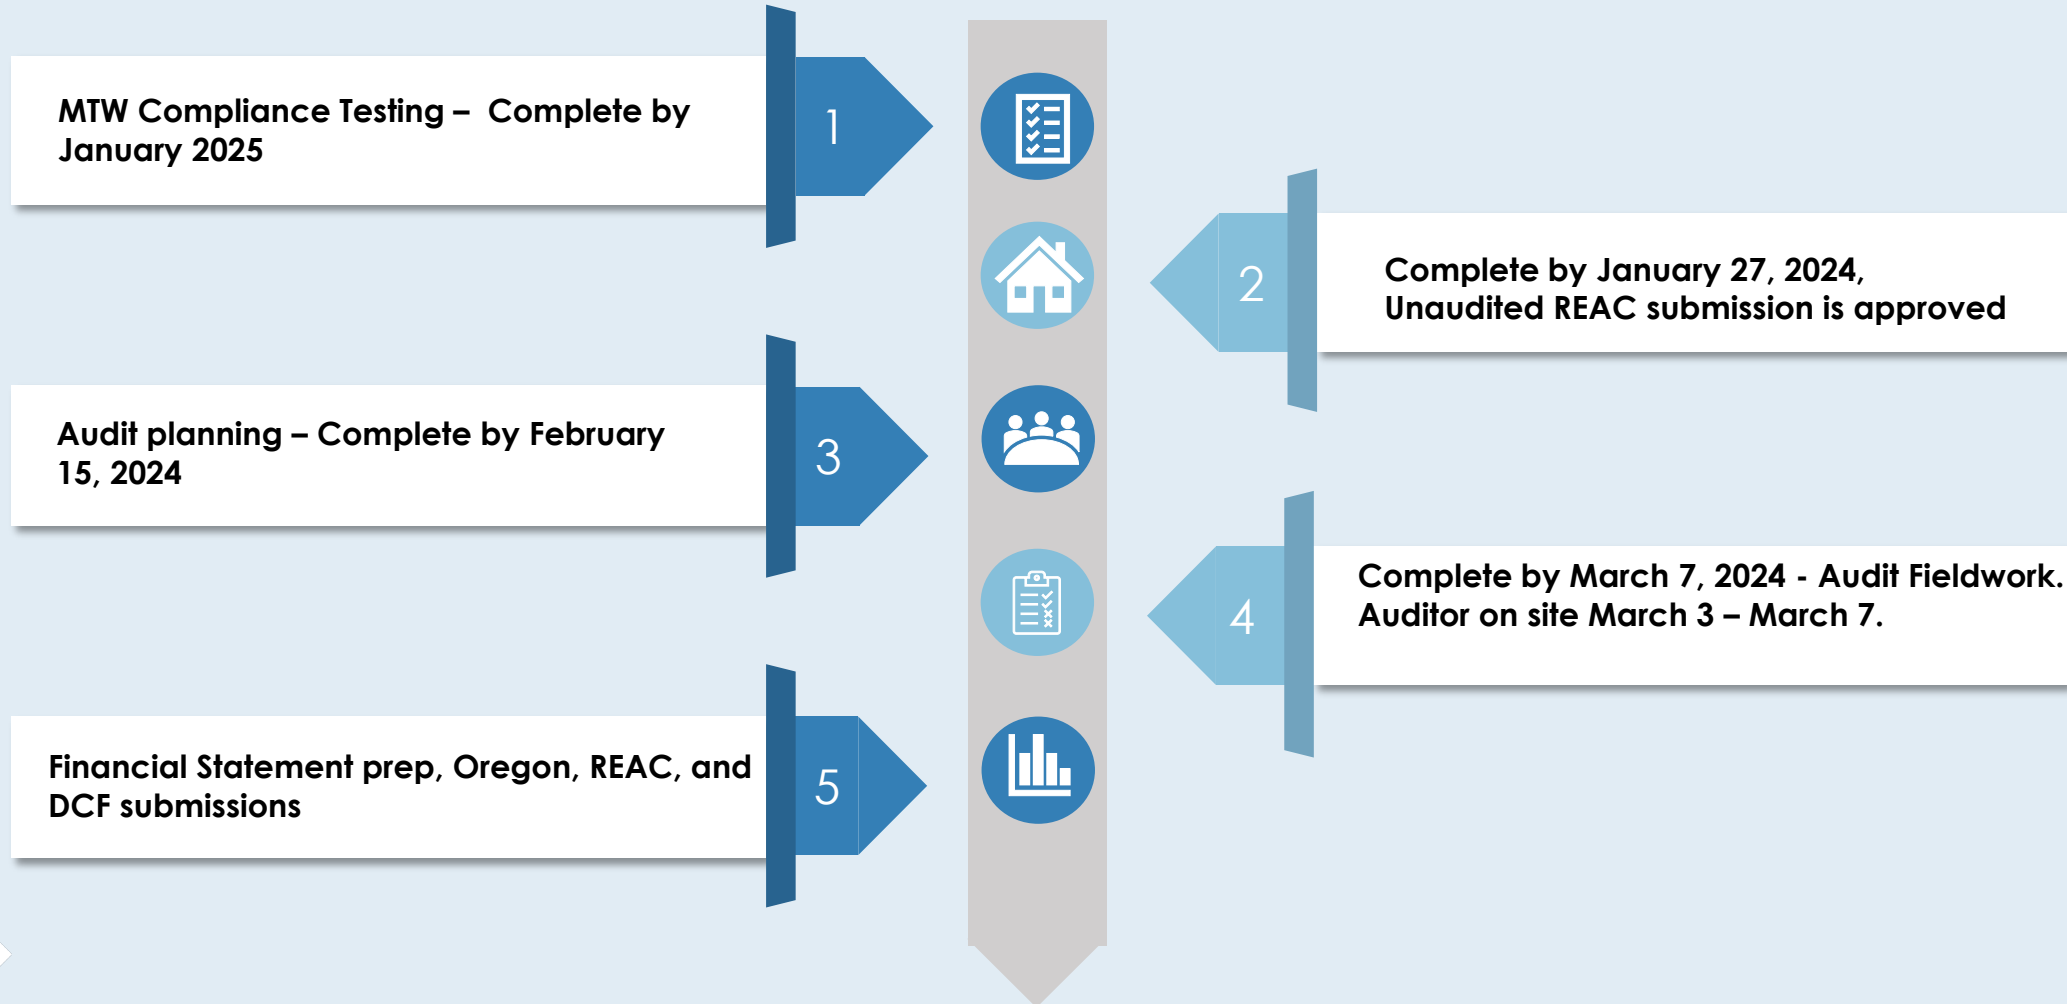 MTW Compliance Testing –  Complete by
January 2025
1
2
Complete by January 27, 2024,
Unaudited REAC submission is approved
Audit planning – Complete by February
15, 2024
3
4
Complete by March 7, 2024 - Audit Fieldwork.
Auditor on site March 3 – March 7.
Financial Statement prep, Oregon, REAC, and
DCF submissions
5